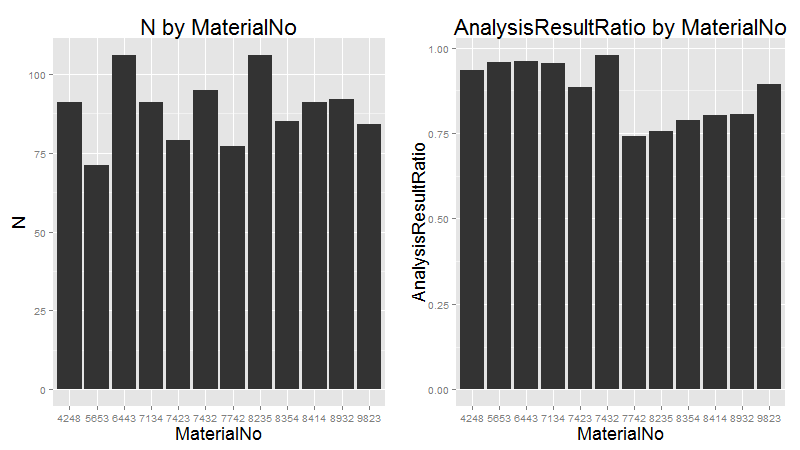 N by MaterialNo
N
100
75
50
25
0
4248 5653 6443 7134 7423 7432 7742 8235 8354 8414 8932 9823
MaterialNo
AnalysisResultRatio by MaterialNo
AnalysisResultRatio
1.00
0.75
0.50
0.25
0.00
4248 5653 6443 7134 7423 7432 7742 8235 8354 8414 8932 9823
MaterialNo